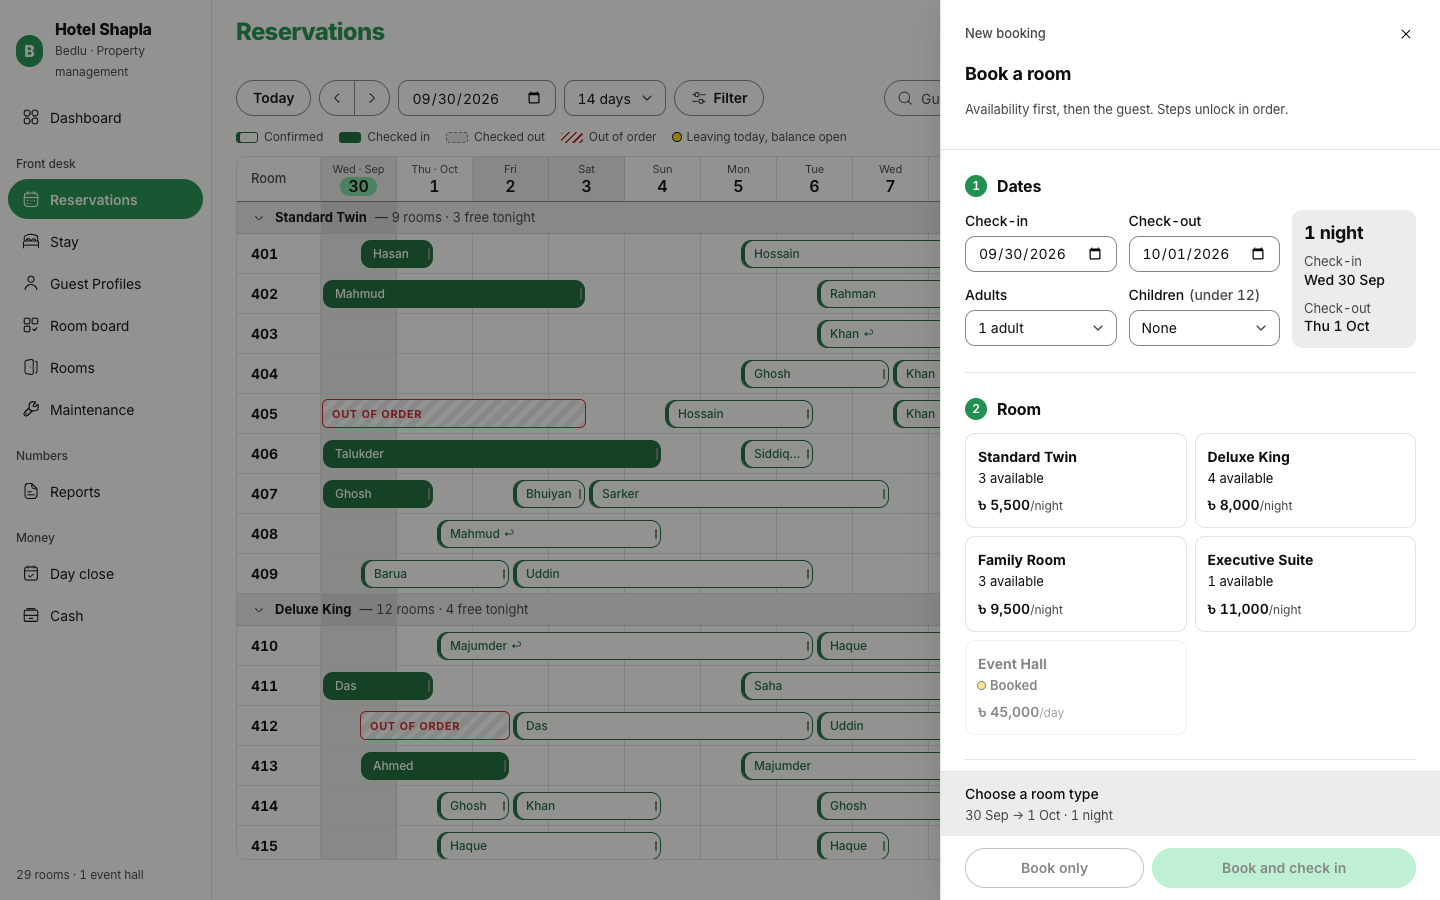 B
Hotel Shapla
Bedlu · Property
management
Dashboard
Front desk
Reservations
Stay
Guest Profiles
Room board
Rooms
Maintenance
Numbers
Reports
Money
Day close
Cash
29 rooms · 1 event hall
Reservations
Today
09/30/2026
14 days
Filter
Gu
Confirmed
Checked in
Checked out
Out of order
Leaving today, balance open
Room
Wed · Sep 30
Thu · Oct 1
Fri 2
Sat 3
Sun 4
Mon 5
Tue 6
Wed 7
Standard Twin — 9 rooms · 3 free tonight
401 Hasan Hossain
402 Mahmud Rahman
403 Khan ↩
404 Ghosh Khan
405 OUT OF ORDER Hossain Khan
406 Talukder Siddiq...
407 Ghosh Bhuiyan Sarker
408 Mahmud ↩
409 Barua Uddin
Deluxe King — 12 rooms · 4 free tonight
410 Majumder ↩ Haque
411 Das Saha
412 OUT OF ORDER Das Uddin
413 Ahmed Majumder
414 Ghosh Khan Ghosh
415 Haque Haque
New booking
Book a room
Availability first, then the guest. Steps unlock in order.
1 Dates
Check-in
09/30/2026
Check-out
10/01/2026
Adults
1 adult
Children (under 12)
None
1 night
Check-in
Wed 30 Sep
Check-out
Thu 1 Oct
2 Room
Standard Twin
3 available
৳ 5,500/night
Deluxe King
4 available
৳ 8,000/night
Family Room
3 available
৳ 9,500/night
Executive Suite
1 available
৳ 11,000/night
Event Hall
Booked
৳ 45,000/day
Choose a room type
30 Sep → 1 Oct · 1 night
Book only
Book and check in